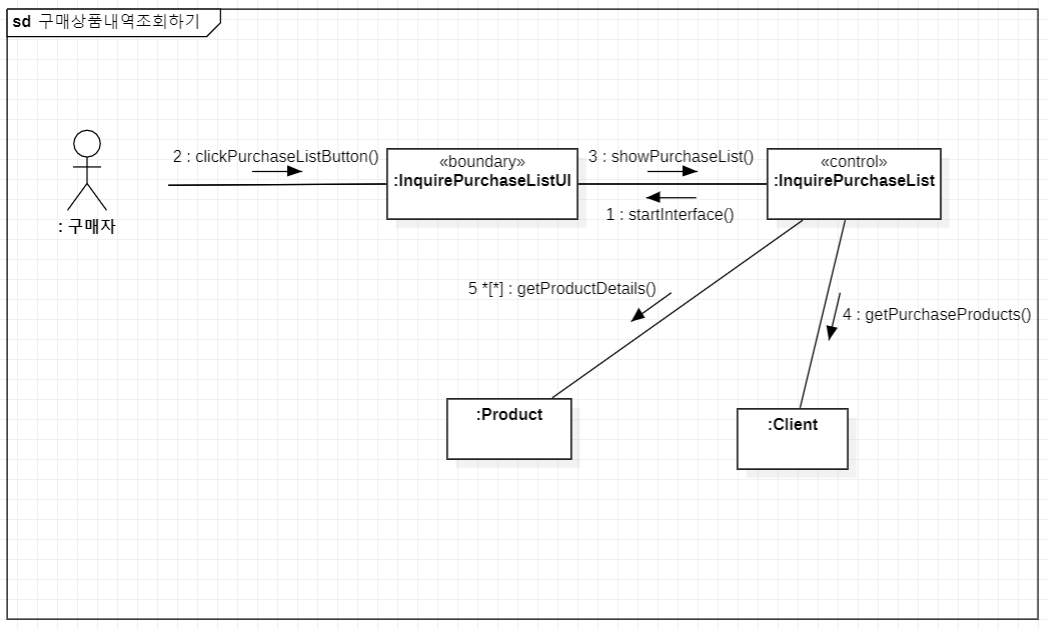 sd 구매상품내역조회하기
2 : clickPurchaseListButton()
«boundary»
:InquirePurchaseListUI
3 : showPurchaseList()
1 : startInterface()
«control»
:InquirePurchaseList
: 구매자
5 *[*] : getProductDetails()
4 : getPurchaseProducts()
:Product
:Client